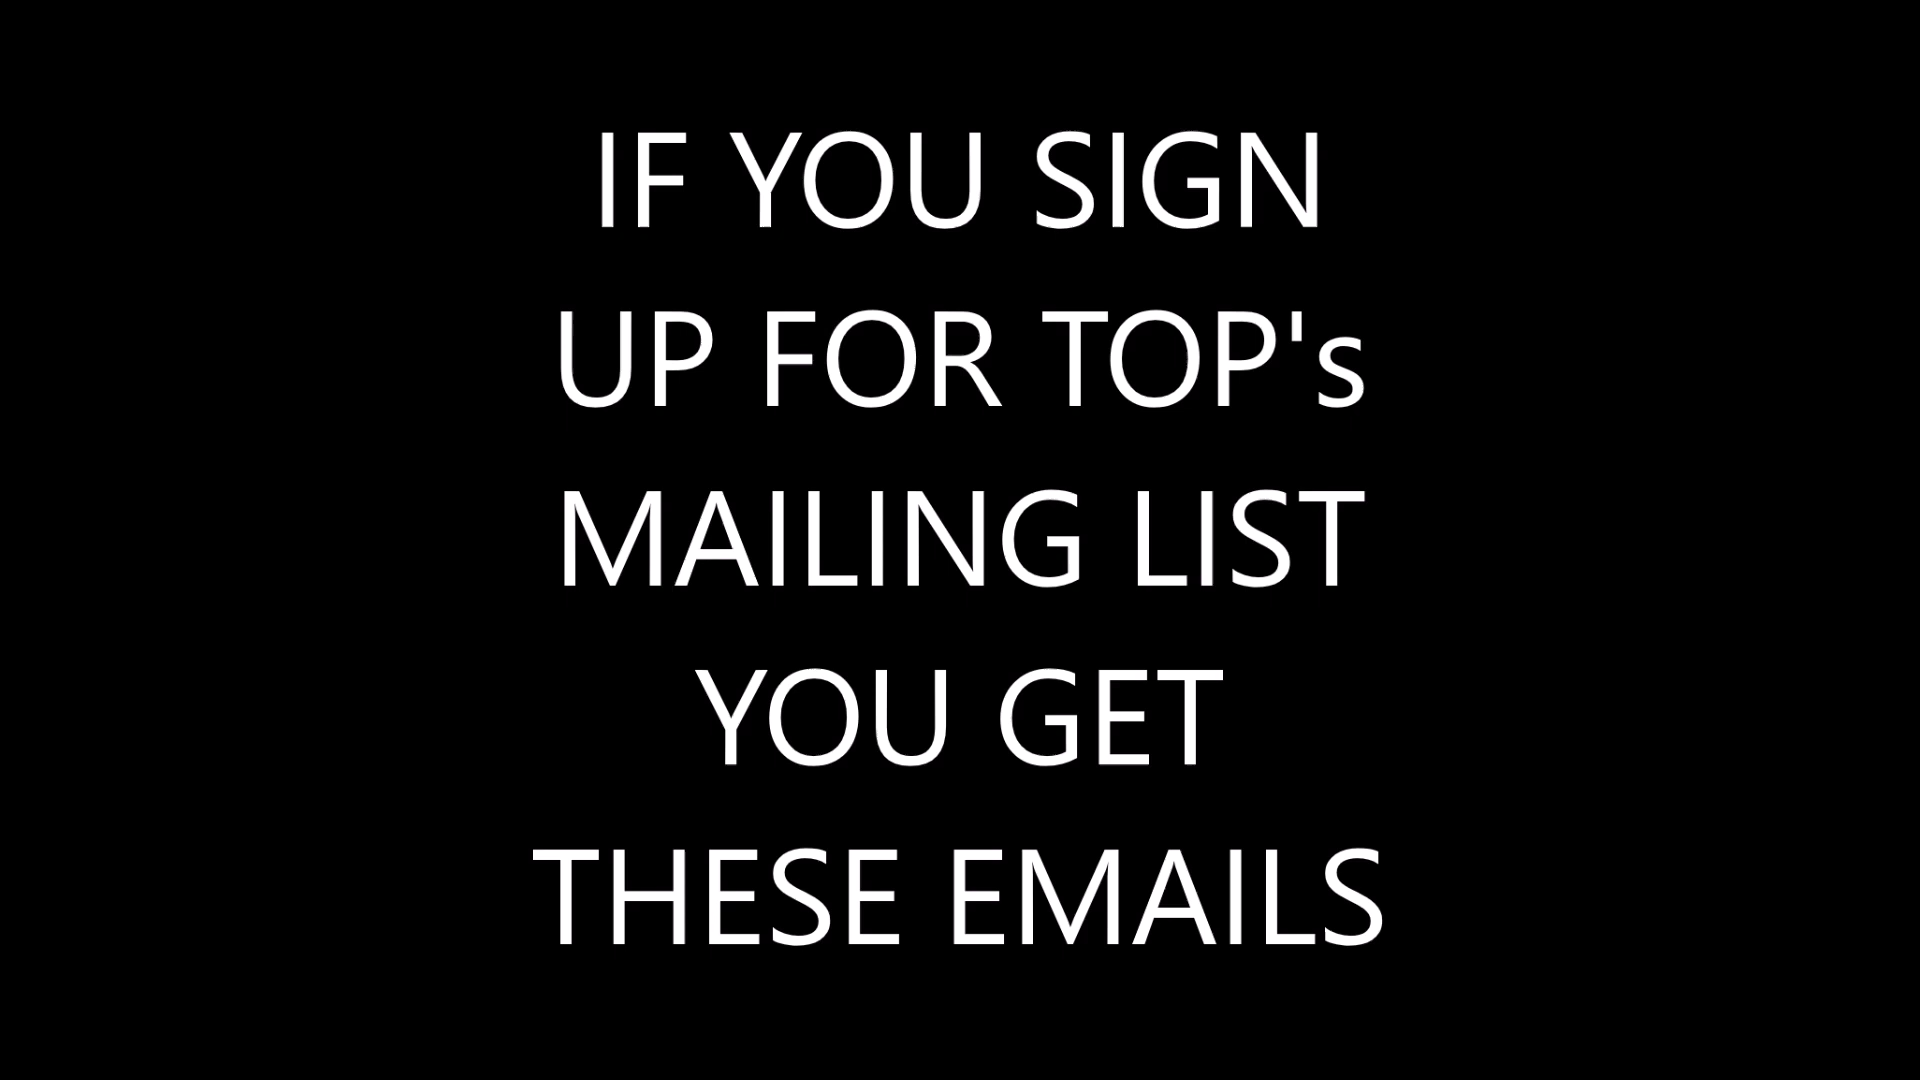 IF YOU SIGN
UP FOR TOP's
MAILING LIST
YOU GET
THESE EMAILS